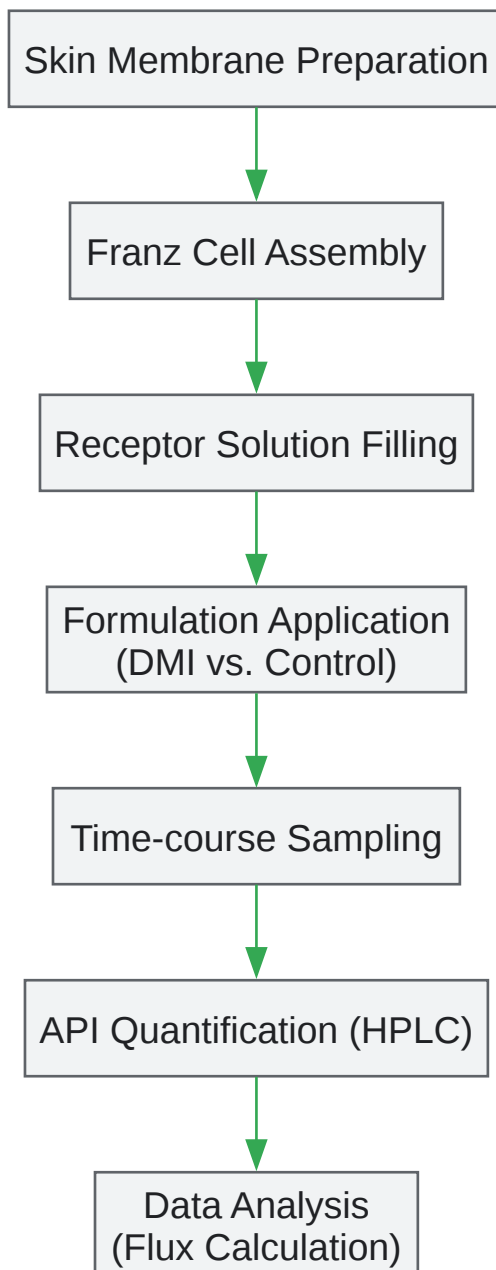 Skin Membrane Preparation
Franz Cell Assembly
Receptor Solution Filling
Formulation Application
(DMI vs. Control)
Time-course Sampling
API Quantification (HPLC)
Data Analysis
(Flux Calculation)